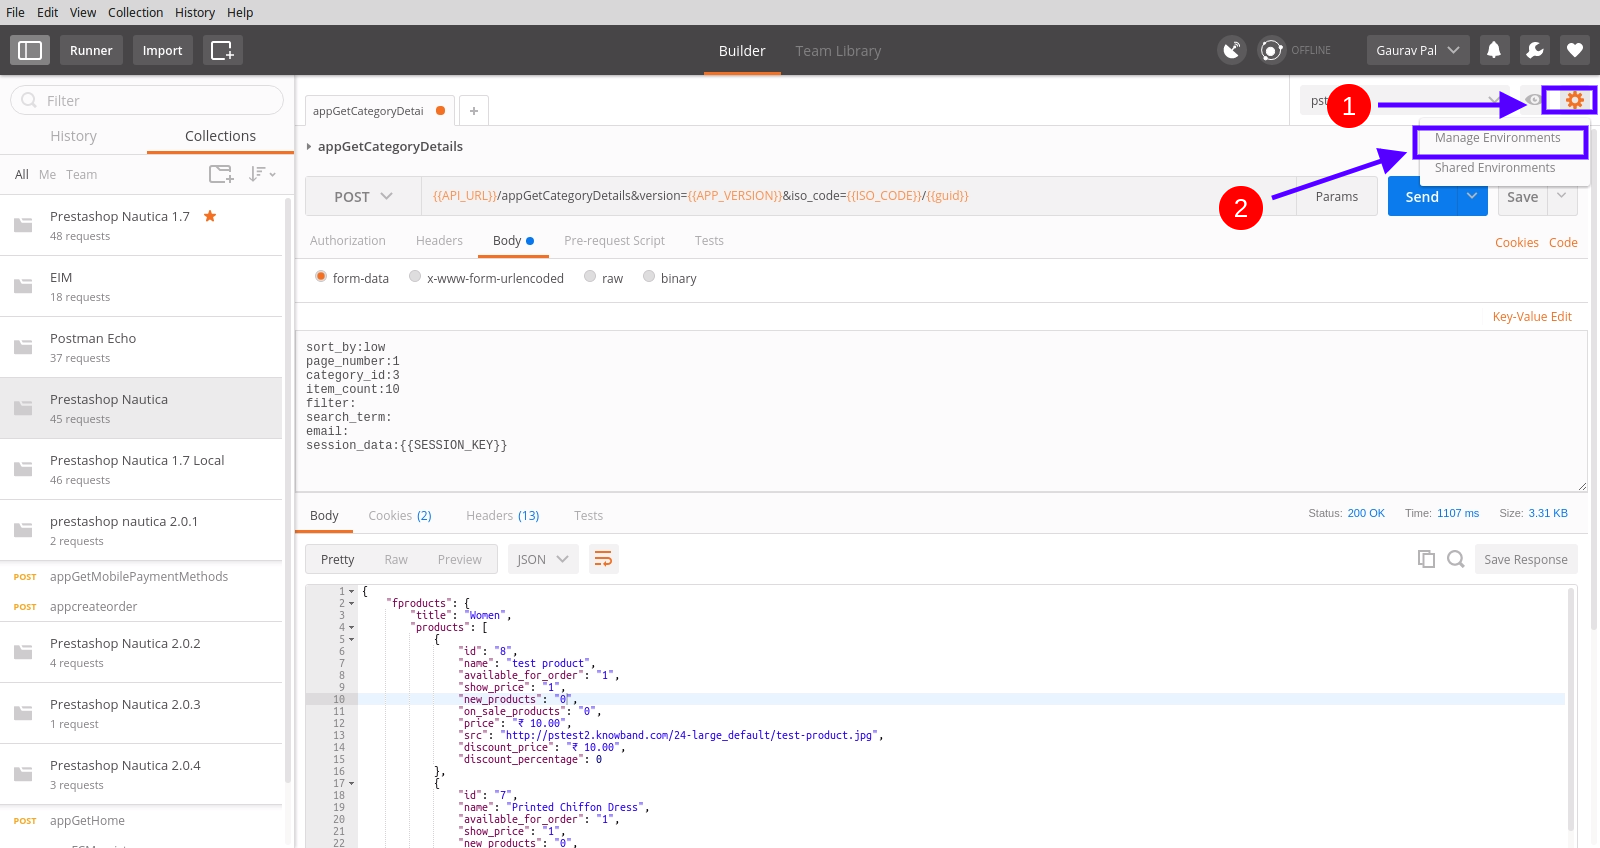 File Edit View Collection History Help
Runner Import Builder Team Library OFFLINE Gaurav Pal
Filter
History Collections
All Me Team
Prestashop Nautica 1.7
48 requests
EIM
18 requests
Postman Echo
37 requests
Prestashop Nautica
45 requests
Prestashop Nautica 1.7 Local
46 requests
prestashop nautica 2.0.1
2 requests
POST appGetMobilePaymentMethods
POST appcreateorder
Prestashop Nautica 2.0.2
4 requests
Prestashop Nautica 2.0.3
1 request
Prestashop Nautica 2.0.4
3 requests
POST appGetHome
appGetCategoryDetai +
1
2
Manage Environments
Shared Environments
appGetCategoryDetails
POST {{API_URL}}/appGetCategoryDetails&version={{APP_VERSION}}&iso_code={{ISO_CODE}}/{{guid}} Params Send Save
Authorization Headers Body Pre-request Script Tests Cookies Code
form-data x-www-form-urlencoded raw binary
Key-Value Edit
sort_by:low
page_number:1
category_id:3
item_count:10
filter:
search_term:
email:
session_data:{{SESSION_KEY}}
Body Cookies (2) Headers (13) Tests Status: 200 OK Time: 1107 ms Size: 3.31 KB
Pretty Raw Preview JSON Save Response
1 {
2 "fproducts": {
3 "title": "Women",
4 "products": [
5 {
6 "id": "8",
7 "name": "test product",
8 "available_for_order": "1",
9 "show_price": "1",
10 "new_products": "0",
11 "on_sale_products": "0",
12 "price": "₹ 10.00",
13 "src": "http://pstest2.knowband.com/24-large_default/test-product.jpg",
14 "discount_price": "₹ 10.00",
15 "discount_percentage": 0
16 },
17 {
18 "id": "7",
19 "name": "Printed Chiffon Dress",
20 "available_for_order": "1",
21 "show_price": "1",
22 "new_products": "0",